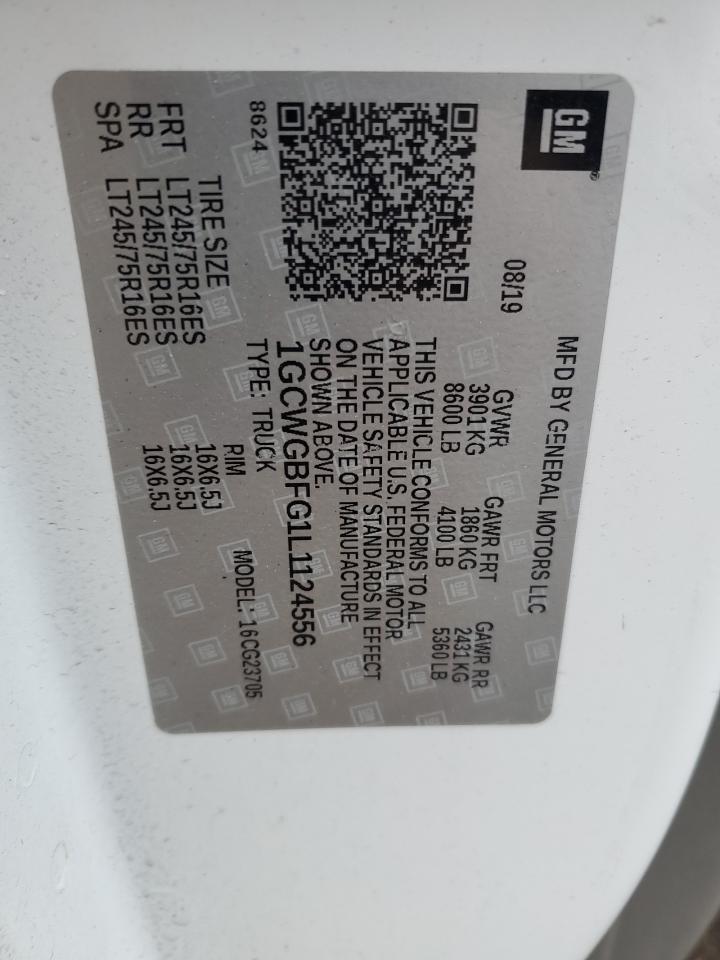 GM
MFD BY GENERAL MOTORS LLC
08/19
GVWR GAWR FRT GAWR RR
3901 KG 1860 KG 2431 KG
8600 LB 4100 LB 5360 LB
THIS VEHICLE CONFORMS TO ALL
APPLICABLE U.S. FEDERAL MOTOR
VEHICLE SAFETY STANDARDS IN EFFECT
ON THE DATE OF MANUFACTURE
SHOWN ABOVE.
1GCWGBFG1L1124556
8624
TYPE: TRUCK MODEL: 16CG23705
TIRE SIZE RIM
FRT LT245/75R16ES 16X6.5J
RR LT245/75R16ES 16X6.5J
SPA LT245/75R16ES 16X6.5J